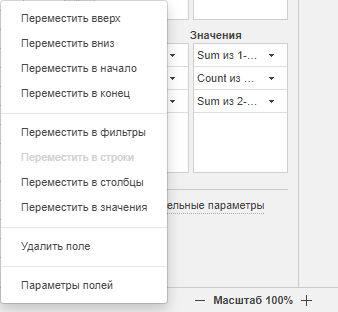 Переместить вверх
Переместить вниз
Переместить в начало
Переместить в конец
Переместить в фильтры
Переместить в строки
Переместить в столбцы
Переместить в значения
Удалить поле
Параметры полей
Значения
Sum из 1-...
Count из ...
Sum из 2-...
ельные параметры
Масштаб 100%